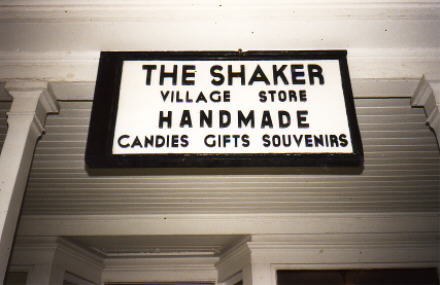 THE SHAKER
VILLAGE STORE
HANDMADE
CANDIES GIFTS SOUVENIRS